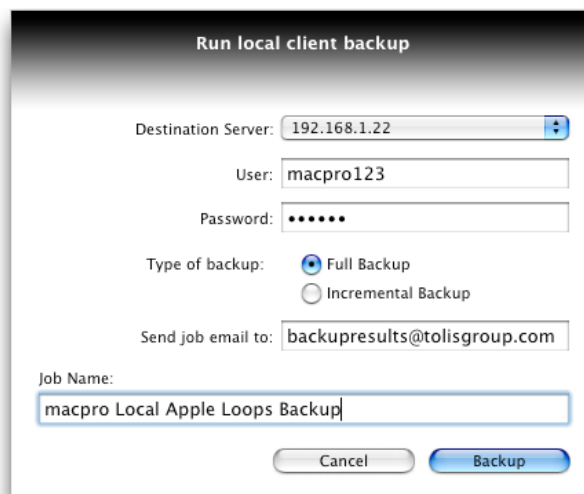 Run local client backup
Destination Server: 192.168.1.22
User: macpro123
Password: ••••••
Type of backup: Full Backup
Incremental Backup
Send job email to: backupresults@tolisgroup.com
Job Name:
macpro Local Apple Loops Backup
Cancel Backup